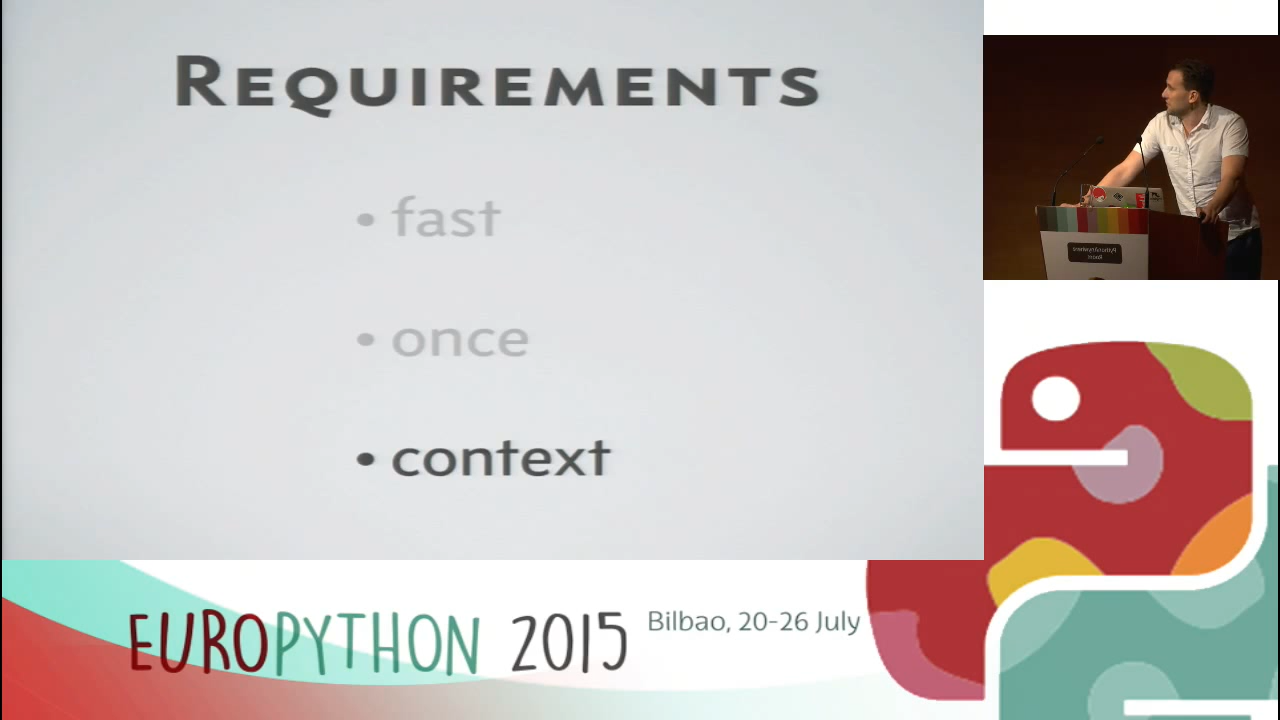 REQUIREMENTS
• fast
• once
• context
EUROPYTHON 2015
Bilbao, 20-26 July